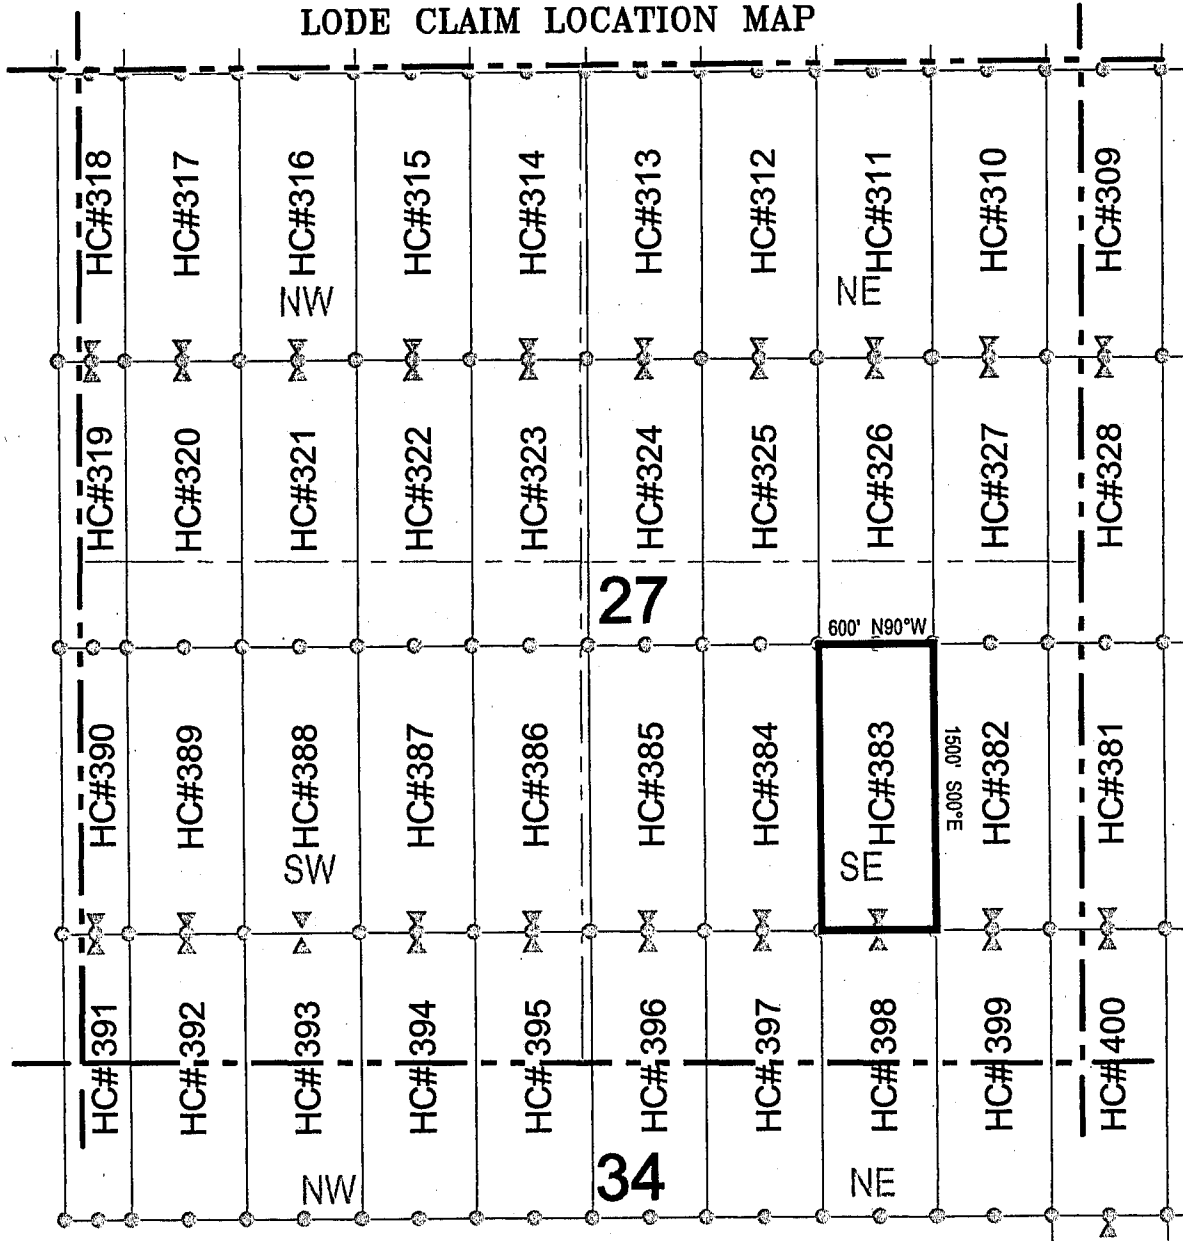 LODE CLAIM LOCATION MAP
HC#318
HC#317
HC#316
HC#315
HC#314
HC#313
HC#312
HC#311
HC#310
HC#309
NW
NE
HC#319
HC#320
HC#321
HC#322
HC#323
HC#324
HC#325
HC#326
HC#327
HC#328
27
600' N90°W
HC#390
HC#389
HC#388
HC#387
HC#386
HC#385
HC#384
HC#383
1500' S00°E
HC#382
HC#381
SW
SE
HC#391
HC#392
HC#393
HC#394
HC#395
HC#396
HC#397
HC#398
HC#399
HC#400
NW
34
NE